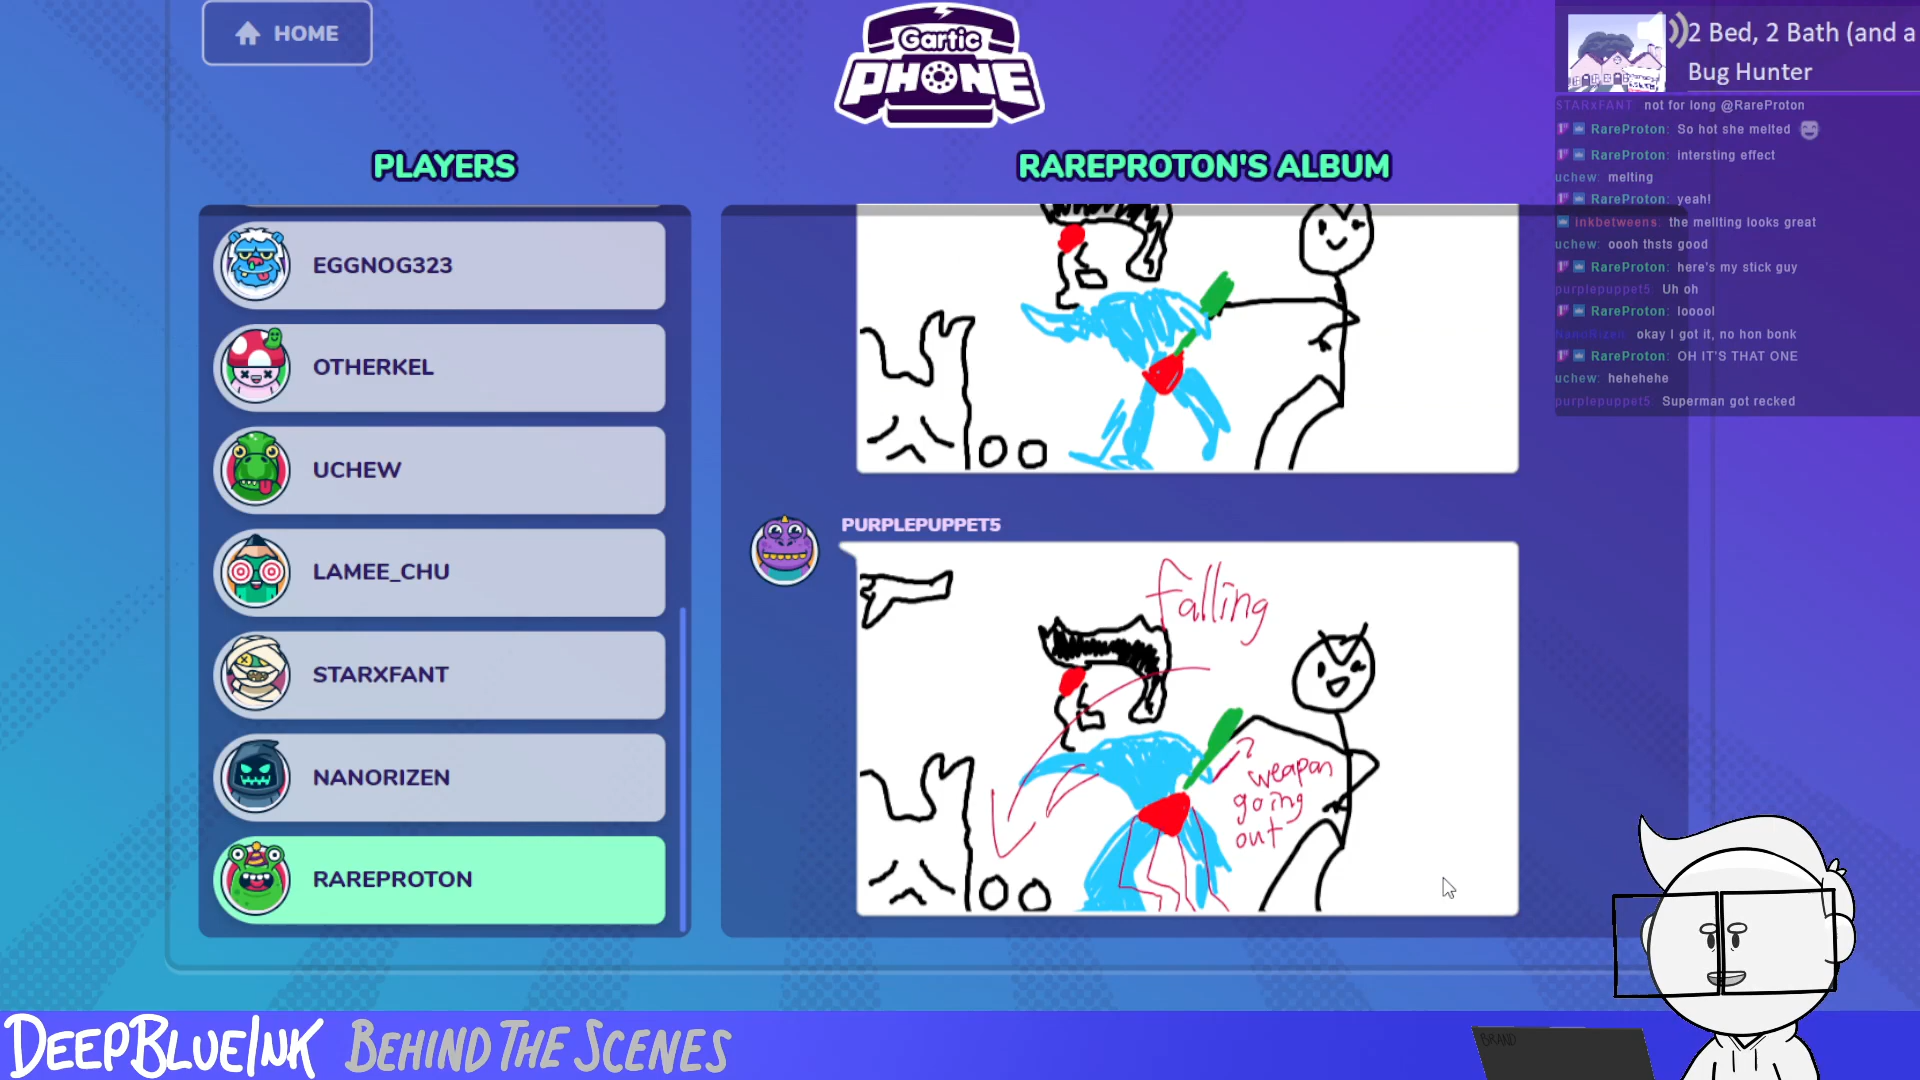 HOME
Gartic
PHONE
2 Bed, 2 Bath (and a
Bug Hunter
PLAYERS
RAREPROTON'S ALBUM
STARxFANT not for long @RareProton
RareProton: So hot she melted
RareProton: intersting effect
uchew: melting
RareProton: yeah!
inkbetweens: the mellting looks great
uchew: oooh thsts good
RareProton: here's my stick guy
purplepuppet5: Uh oh
RareProton: looool
NanoRizen: okay I got it, no hon bonk
RareProton: OH IT'S THAT ONE
uchew: hehehehe
purplepuppet5: Superman got recked
EGGNOG323
OTHERKEL
UCHEW
LAMEE_CHU
STARXFANT
NANORIZEN
RAREPROTON
PURPLEPUPPET5
falling
weapon
going
out
BRAND
DEEPBLUEINK BEHIND THE SCENES